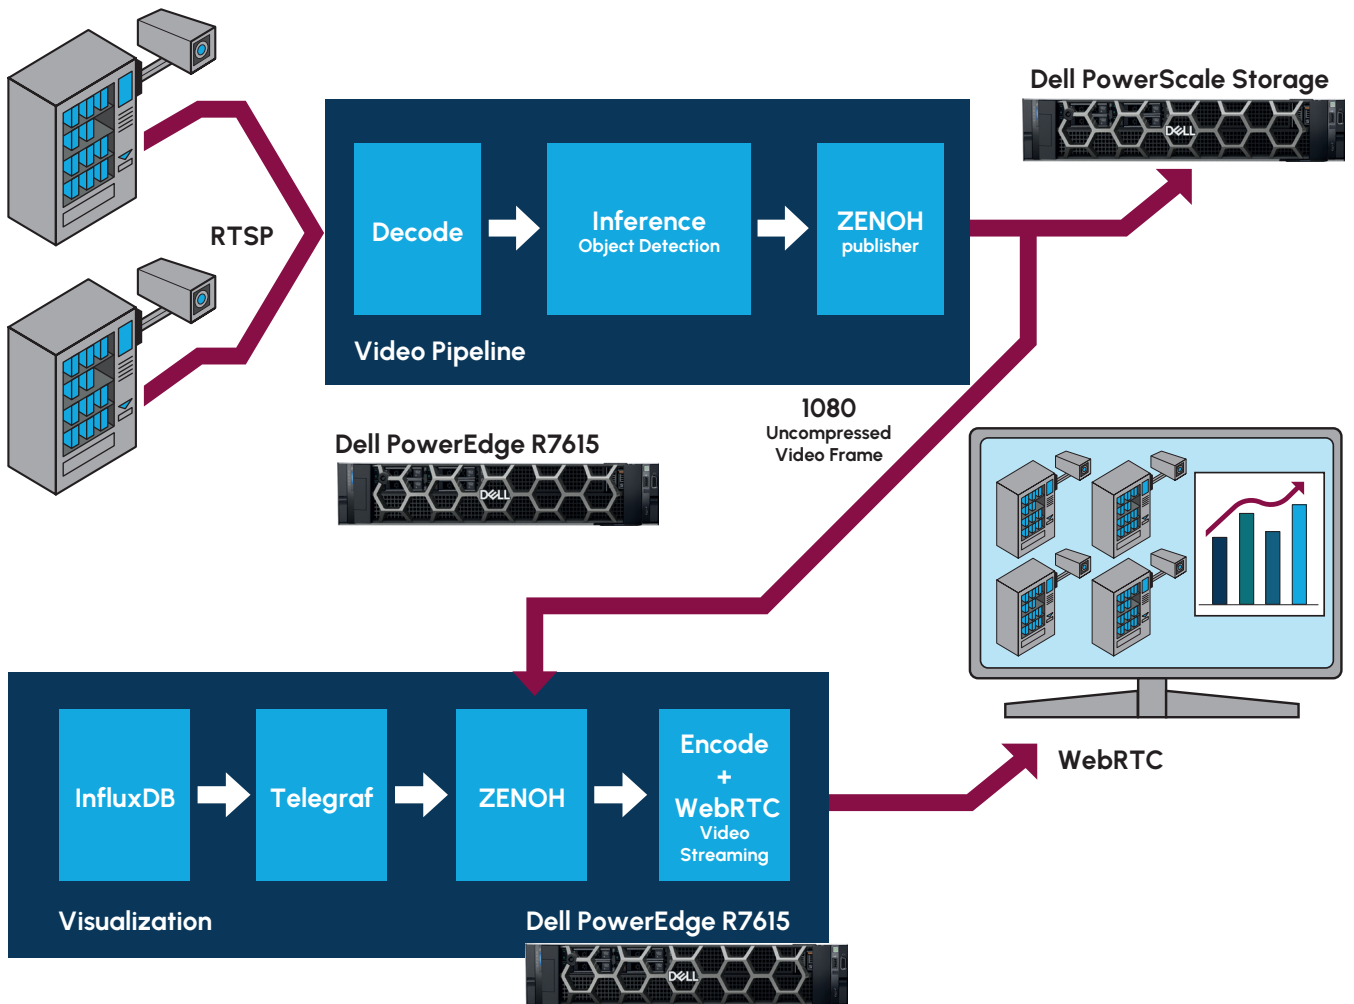 Dell PowerScale Storage
DELL
RTSP
Decode
Inference
Object Detection
ZENOH
publisher
Video Pipeline
1080
Uncompressed
Video Frame
Dell PowerEdge R7615
DELL
InfluxDB
Telegraf
ZENOH
Encode
+
WebRTC
Video
Streaming
WebRTC
Visualization
Dell PowerEdge R7615
DELL